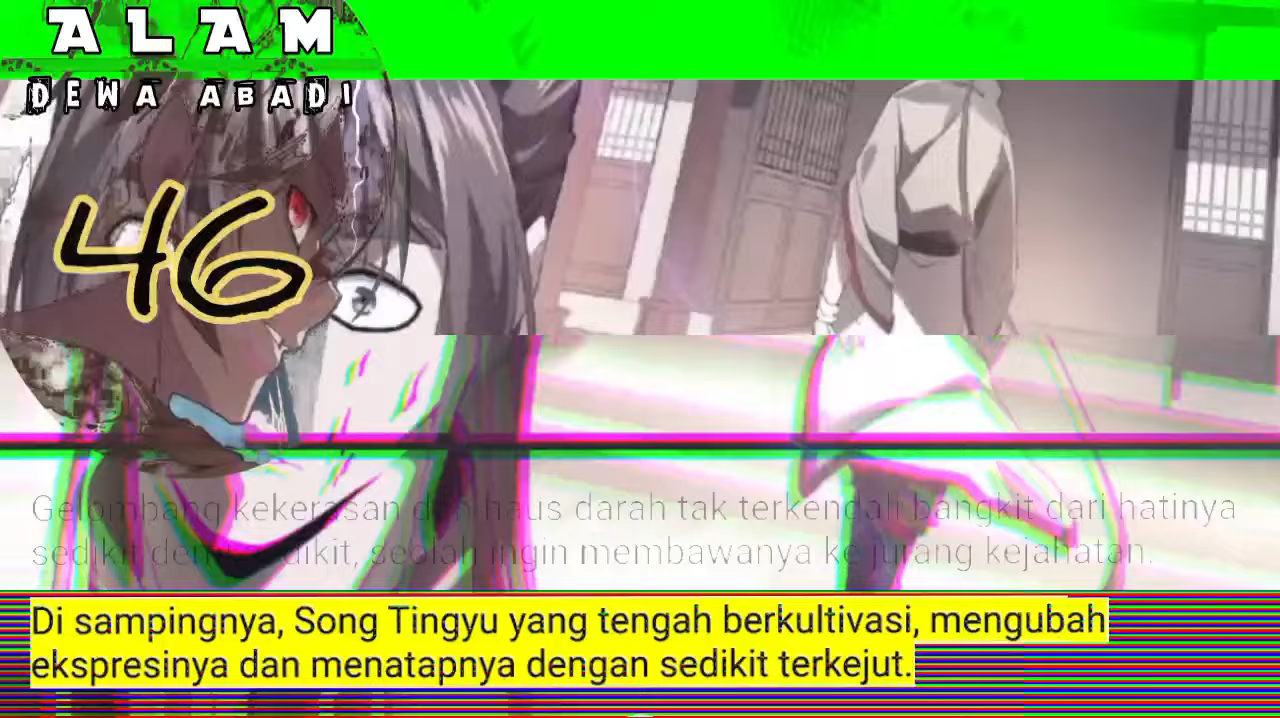 ALAM
DEWA ABADI
46
Gelombang kekerasan dan haus darah tak terkendali bangkit dari hatinya
sedikit demi sedikit, seolah ingin membawanya ke jurang kejahatan.
Di sampingnya, Song Tingyu yang tengah berkultivasi, mengubah
ekspresinya dan menatapnya dengan sedikit terkejut.